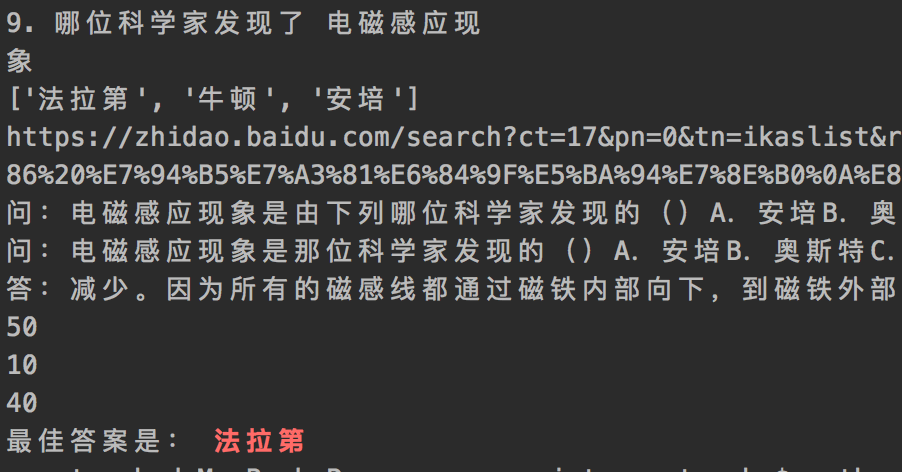 9. 哪位科学家发现了 电磁感应现
象
['法拉第', '牛顿', '安培']
https://zhidao.baidu.com/search?ct=17&pn=0&tn=ikaslist&r
86%20%E7%94%B5%E7%A3%81%E6%84%9F%E5%BA%94%E7%8E%B0%0A%E8
问: 电磁感应现象是由下列哪位科学家发现的 () A. 安培B. 奥
问: 电磁感应现象是那位科学家发现的 () A. 安培B. 奥斯特C.
答: 减少。因为所有的磁感线都通过磁铁内部向下, 到磁铁外部
50
10
40
最佳答案是: 法拉第